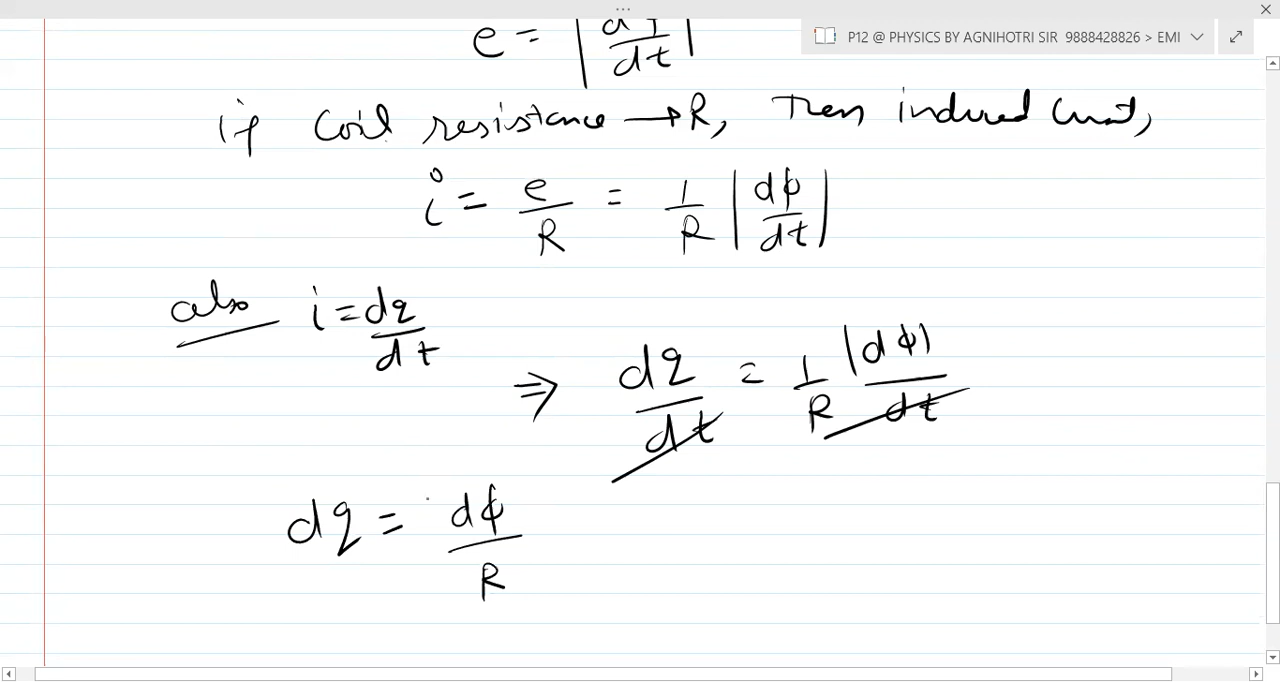 P12 @ PHYSICS BY AGNIHOTRI SIR 9888428826 > EMI
e = |dφ/dt|
if coil resistance → R, then induced
i = e/R = 1/R |dφ/dt|
also i = dq/dt
⇒ dq/dt = 1/R |dφ|/dt
dq = dφ/R